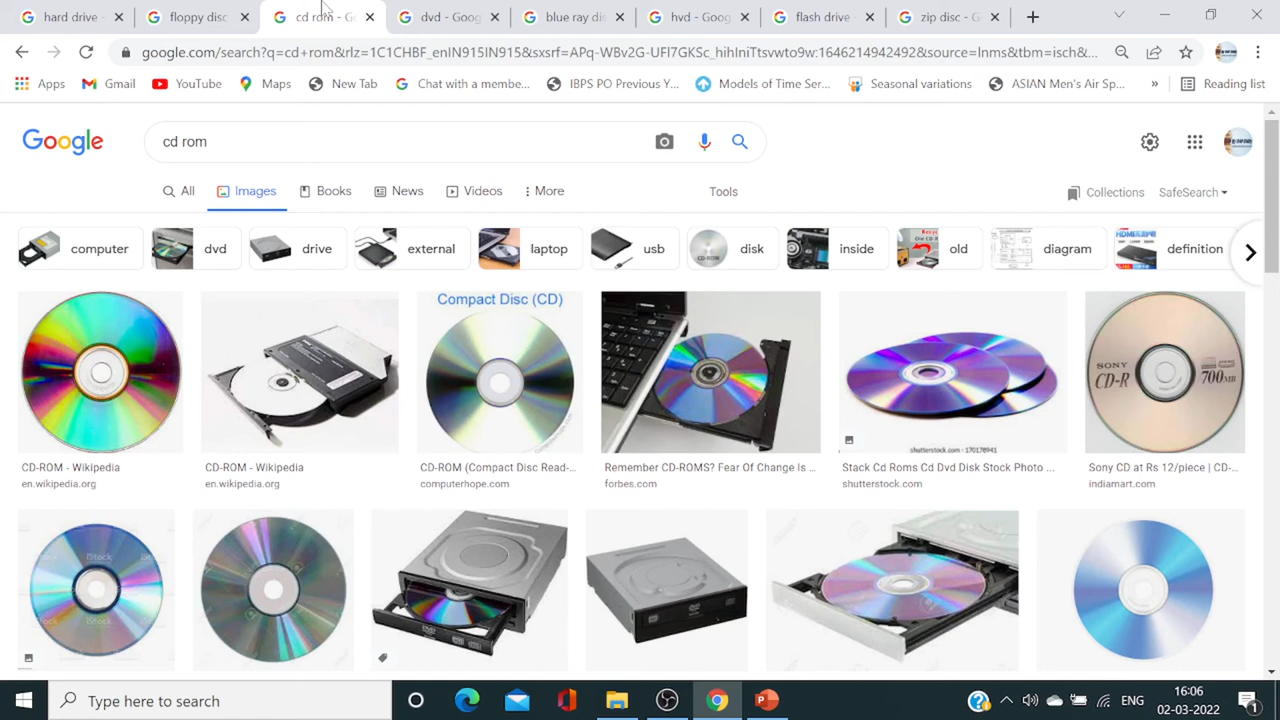 hard drive -
floppy disc
cd rom - Go
dvd - Goog
blue ray dis
hvd - Goog
flash drive -
zip disc - G
google.com/search?q=cd+rom&rlz=1C1CHBF_enIN915IN915&sxsrf=APq-WBv2G-UFI7GKSc_hihIniTtsvwto9w:1646214942492&source=lnms&tbm=isch&...
Apps
Gmail
YouTube
Maps
New Tab
Chat with a membe...
IBPS PO Previous Y...
Models of Time Ser...
Seasonal variations
ASIAN Men's Air Sp...
»
Reading list
Google
cd rom
All
Images
Books
News
Videos
More
Tools
Collections
SafeSearch
computer
dvd
drive
external
laptop
usb
disk
inside
old
diagram
definition
Compact Disc (CD)
SONY
CD-R
700MB
shutterstock.com · 170178941
CD-ROM - Wikipedia
en.wikipedia.org
CD-ROM - Wikipedia
en.wikipedia.org
CD-ROM (Compact Disc Read-...
computerhope.com
Remember CD-ROMS? Fear Of Change Is ...
forbes.com
Stack Cd Roms Cd Dvd Disk Stock Photo ...
shutterstock.com
Sony CD at Rs 12/piece | CD-...
indiamart.com
Type here to search
ENG
16:06
02-03-2022